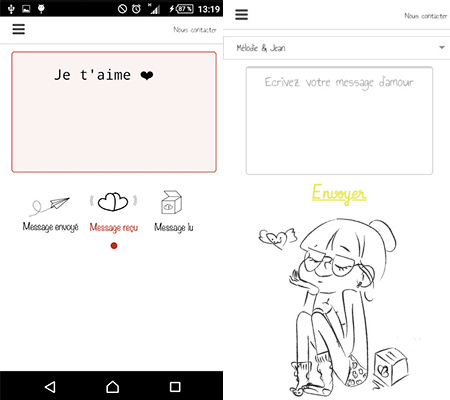 87 % 13:19
Nous contacter
Je t'aime ❤
Message envoyé Message reçu Message lu
Nous contacter
Mélodie & Jean
Ecrivez votre message d'amour
Envoyer